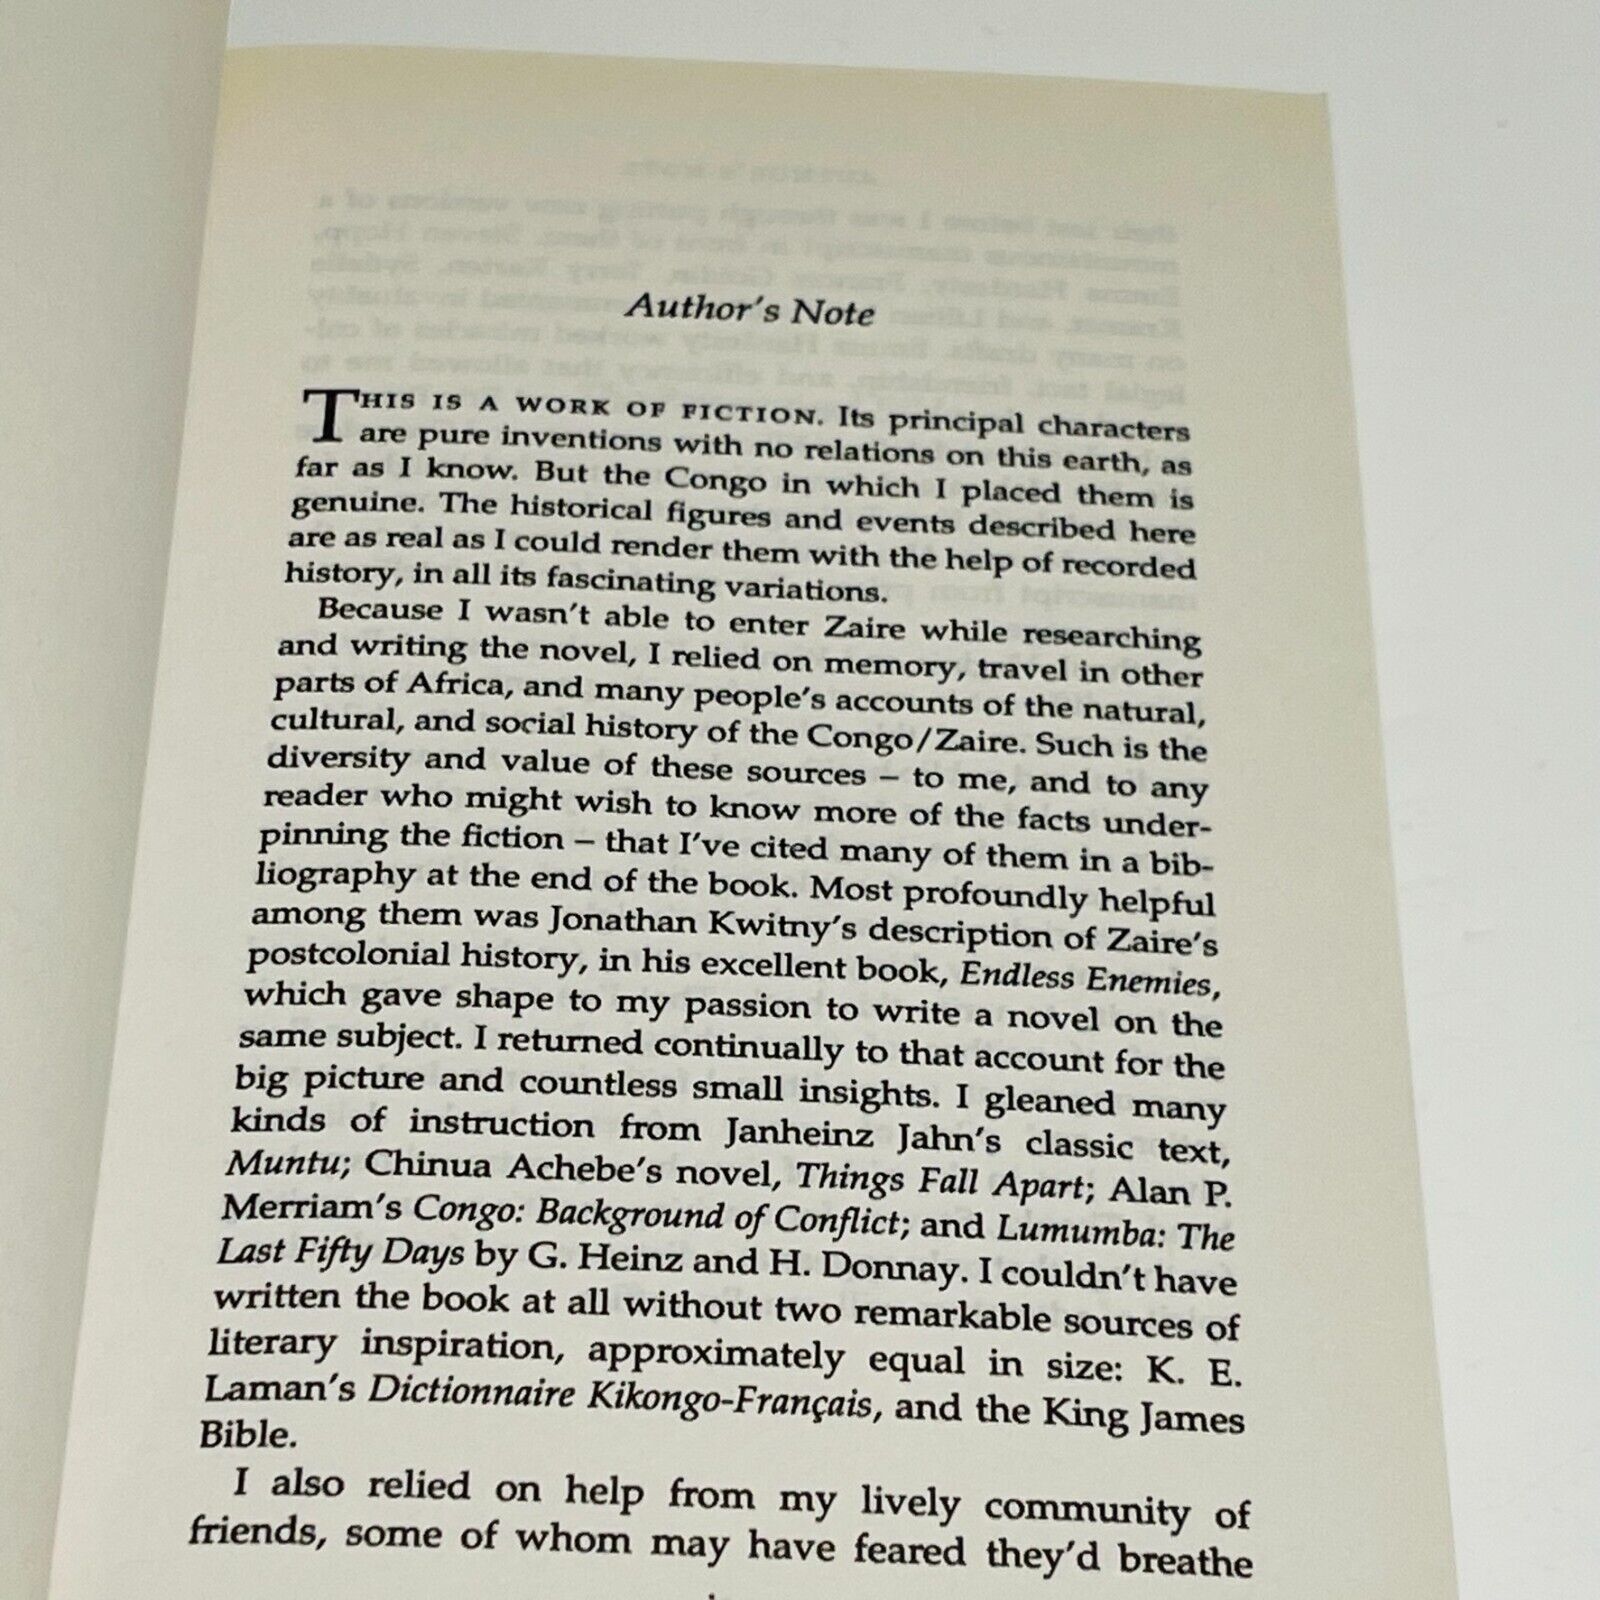 Author's Note
THIS IS A WORK OF FICTION. Its principal characters
are pure inventions with no relations on this earth, as
far as I know. But the Congo in which I placed them is
genuine. The historical figures and events described here
are as real as I could render them with the help of recorded
history, in all its fascinating variations.
Because I wasn't able to enter Zaire while researching
and writing the novel, I relied on memory, travel in other
parts of Africa, and many people's accounts of the natural,
cultural, and social history of the Congo/Zaire. Such is the
diversity and value of these sources – to me, and to any
reader who might wish to know more of the facts under-
pinning the fiction – that I've cited many of them in a bib-
liography at the end of the book. Most profoundly helpful
among them was Jonathan Kwitny's description of Zaire's
postcolonial history, in his excellent book, Endless Enemies,
which gave shape to my passion to write a novel on the
same subject. I returned continually to that account for the
big picture and countless small insights. I gleaned many
kinds of instruction from Janheinz Jahn's classic text,
Muntu; Chinua Achebe's novel, Things Fall Apart; Alan P.
Merriam's Congo: Background of Conflict; and Lumumba: The
Last Fifty Days by G. Heinz and H. Donnay. I couldn't have
written the book at all without two remarkable sources of
literary inspiration, approximately equal in size: K. E.
Laman's Dictionnaire Kikongo-Français, and the King James
Bible.
I also relied on help from my lively community of
friends, some of whom may have feared they'd breathe